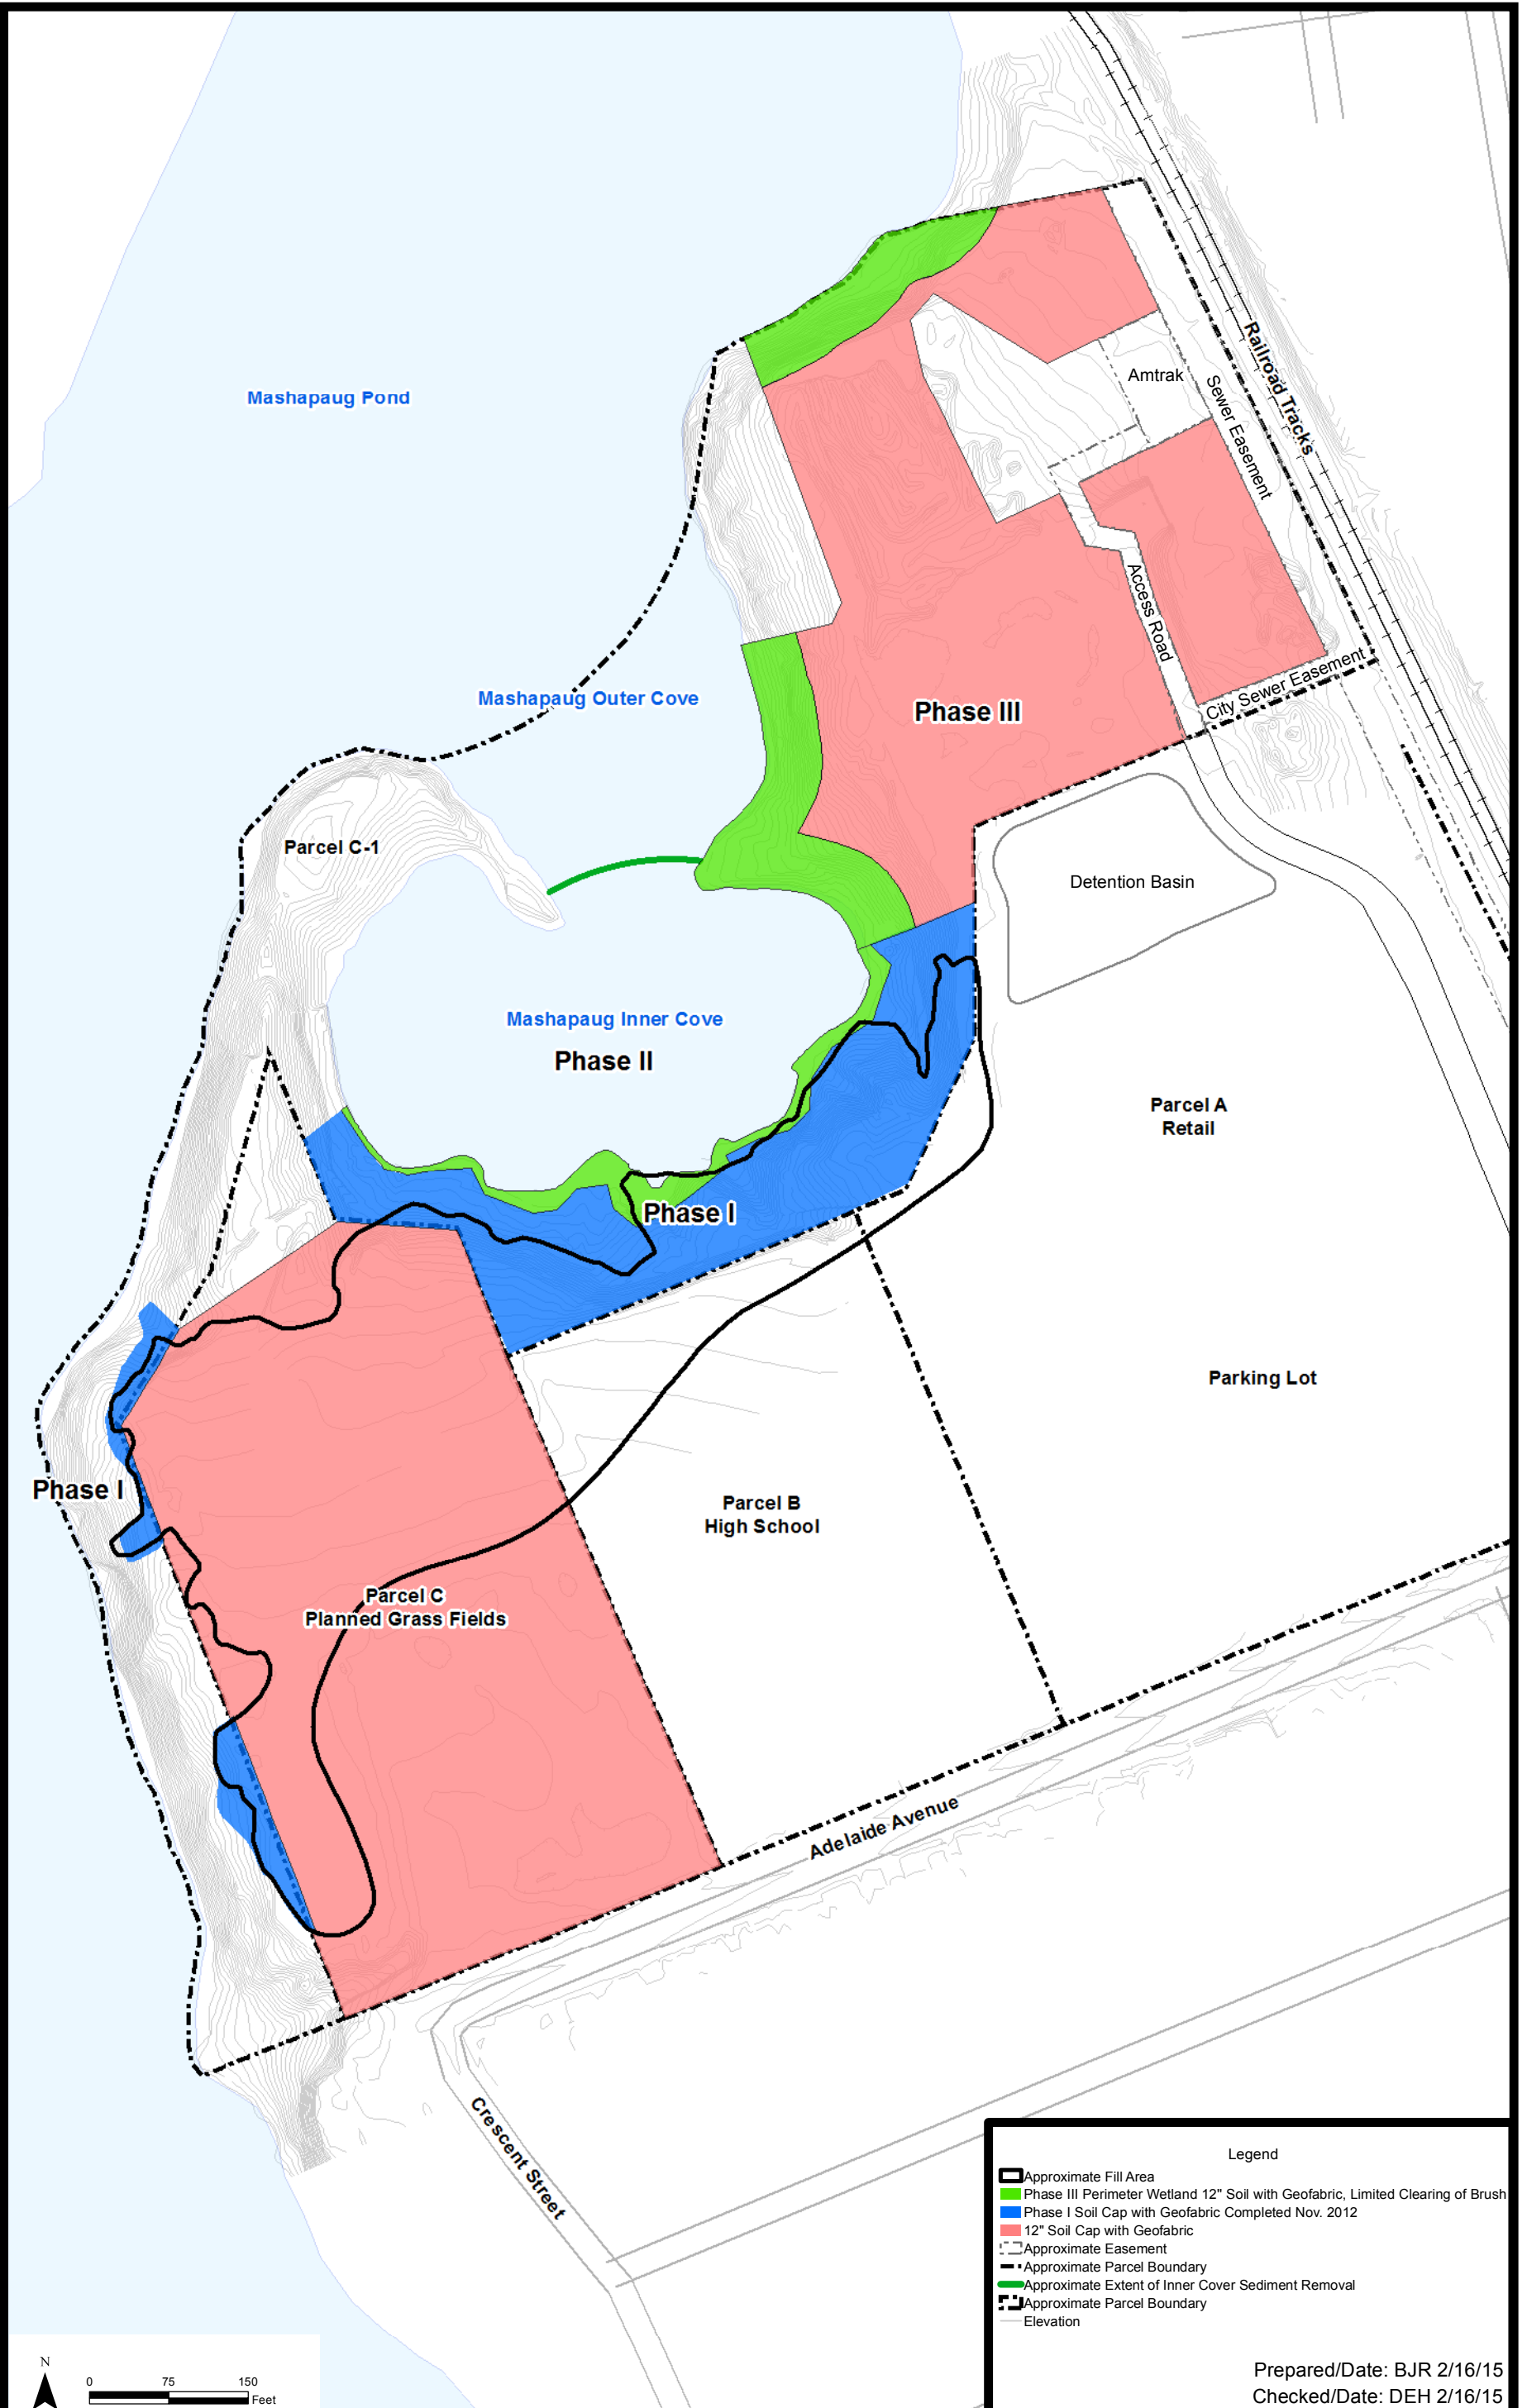 Mashapaug Pond
Railroad Tracks
Amtrak
Sewer Easement
Access Road
Mashapaug Outer Cove
Phase III
City Sewer Easement
Parcel C-1
Detention Basin
Mashapaug Inner Cove
Phase II
Parcel A
Retail
Phase I
Parking Lot
Phase I
Parcel B
High School
Parcel C
Planned Grass Fields
Adelaide Avenue
Crescent Street
Legend
Approximate Fill Area
Phase III Perimeter Wetland 12" Soil with Geofabric, Limited Clearing of Brush
Phase I Soil Cap with Geofabric Completed Nov. 2012
12" Soil Cap with Geofabric
Approximate Easement
Approximate Parcel Boundary
Approximate Extent of Inner Cover Sediment Removal
Approximate Parcel Boundary
Elevation
N
0 75 150
Feet
Prepared/Date: BJR 2/16/15
Checked/Date: DEH 2/16/15